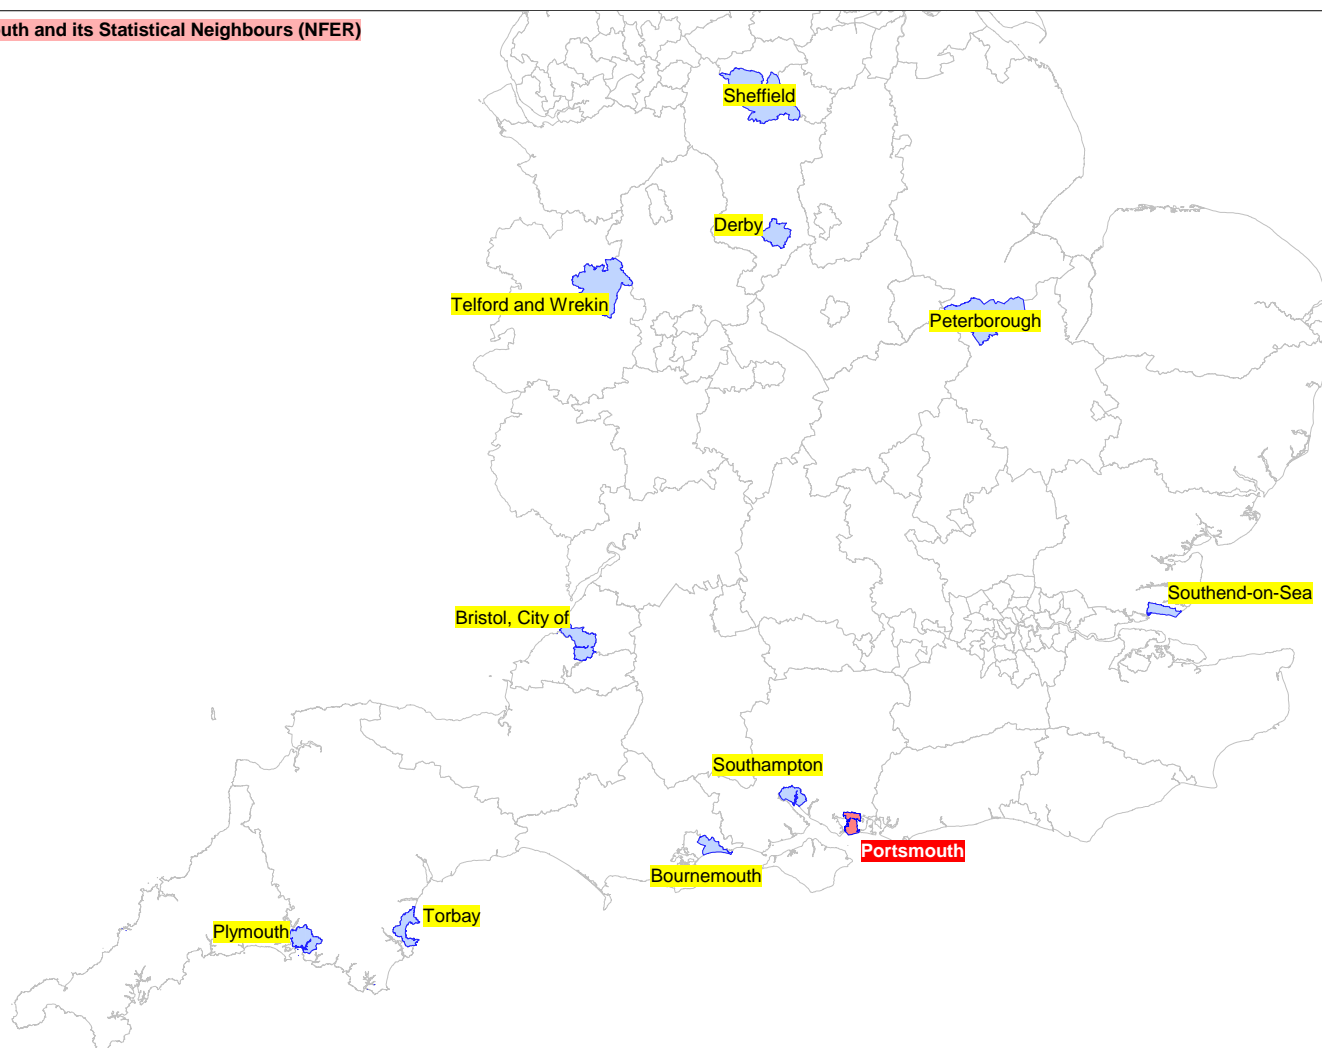 uth and its Statistical Neighbours (NFER)
Sheffield
Derby
Telford and Wrekin
Peterborough
Southend-on-Sea
Bristol, City of
Southampton
Portsmouth
Bournemouth
Torbay
Plymouth